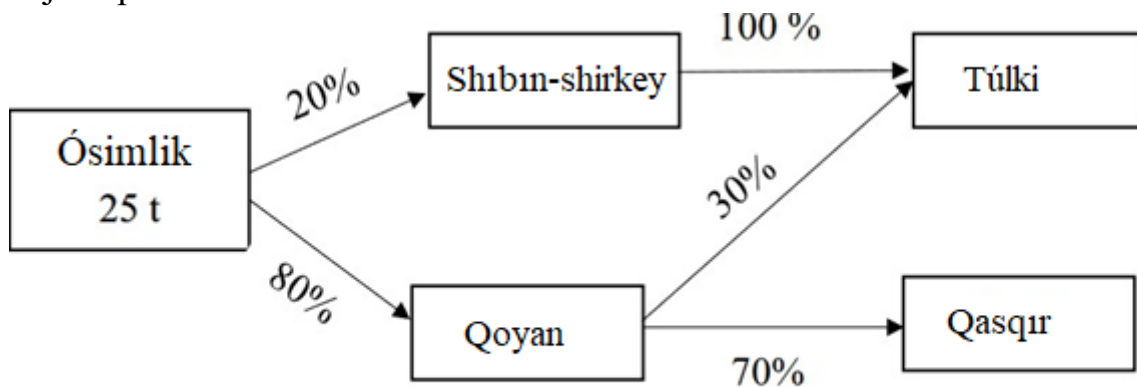 100 %
Shıbın-shirkey
Túlki
20%
Ósimlik
25 t
30%
80%
Qoyan
Qasqır
70%